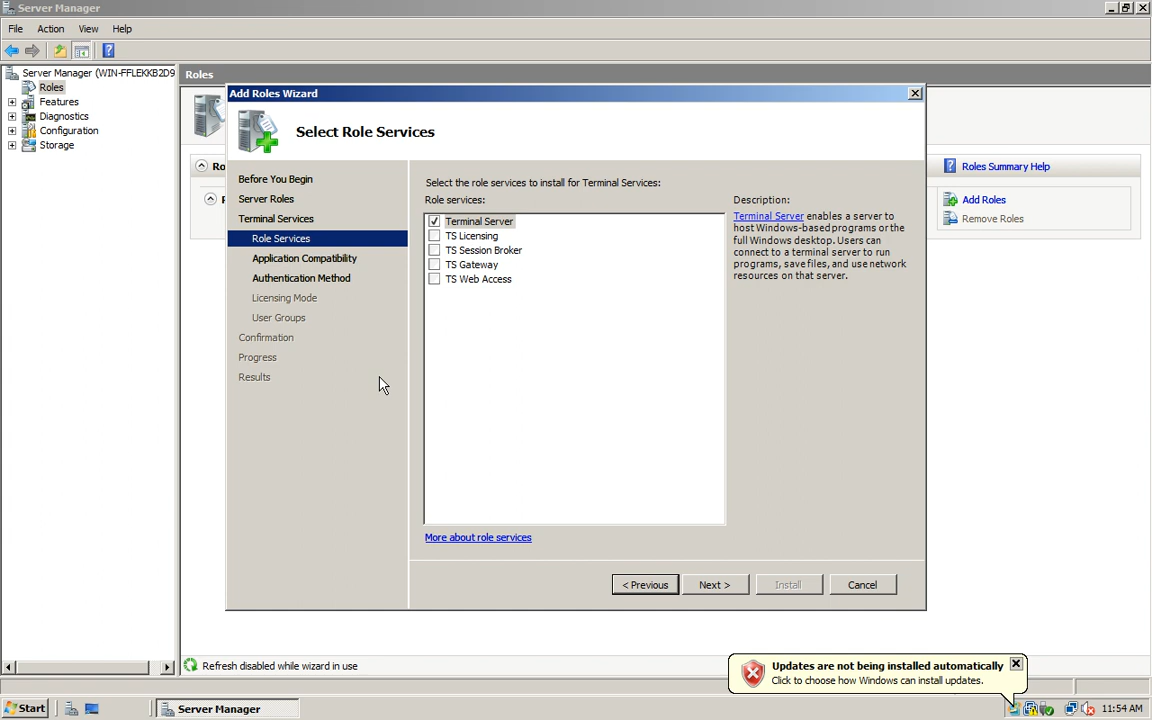 Server Manager
File Action View Help
Server Manager (WIN-FFLEKKB2D9
Roles
Features
Diagnostics
Configuration
Storage
Roles
Add Roles Wizard
Select Role Services
Before You Begin
Server Roles
Terminal Services
Role Services
Application Compatibility
Authentication Method
Licensing Mode
User Groups
Confirmation
Progress
Results
Select the role services to install for Terminal Services:
Role services:
Terminal Server
TS Licensing
TS Session Broker
TS Gateway
TS Web Access
More about role services
Description:
Terminal Server enables a server to
host Windows-based programs or the
full Windows desktop. Users can
connect to a terminal server to run
programs, save files, and use network
resources on that server.
< Previous
Next >
Install
Cancel
Ro
Roles Summary Help
Add Roles
Remove Roles
Refresh disabled while wizard in use
Updates are not being installed automatically
Click to choose how Windows can install updates.
Start
Server Manager
11:54 AM